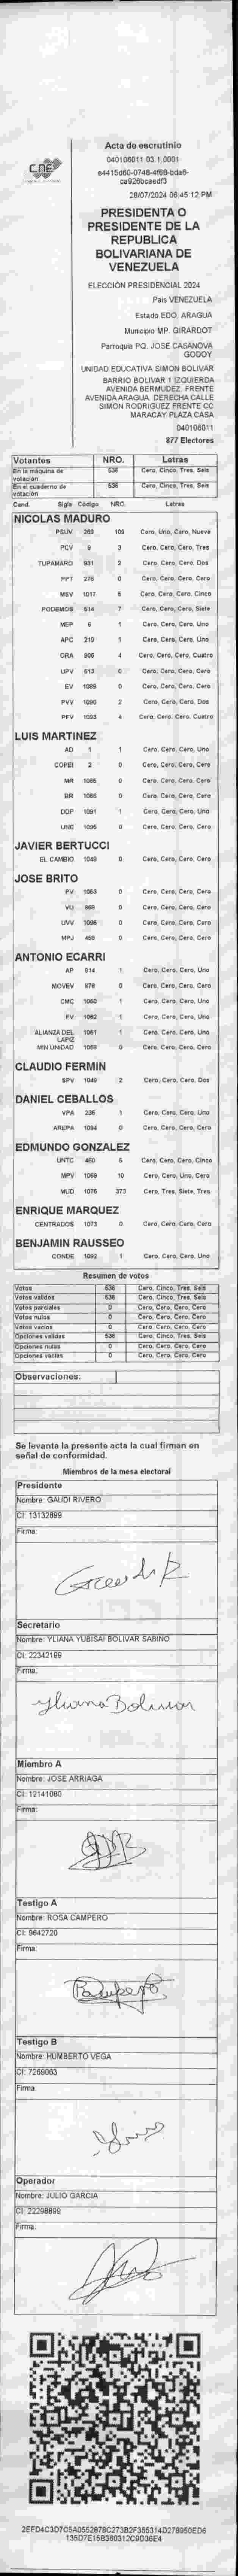 CNE
Acta de escrutinio
040106011.03.1.0001
28/07/2024 06:45:12 PM
PRESIDENTA O
PRESIDENTE DE LA
REPUBLICA
BOLIVARIANA DE
VENEZUELA
ELECCIÓN PRESIDENCIAL 2024
Pais VENEZUELA
Estado EDO. ARAGUA
Municipio MP. GIRARDOT
Parroquia PQ. JOSE CASANOVA
GODOY
UNIDAD EDUCATIVA SIMON BOLIVAR
BARRIO BOLIVAR 1 IZQUIERDA
AVENIDA BERMUDEZ. FRENTE
AVENIDA ARAGUA. DERECHA CALLE
SIMON RODRIGUEZ FRENTE CC
MARACAY PLAZA CASA
040106011
877 Electores
Votantes NRO. Letras
En la máquina de votación 536 Cero, Cinco, Tres, Seis
En el cuaderno de votación 536 Cero, Cinco, Tres, Seis
Cand. Sigla Código NRO. Letras
NICOLAS MADURO
PSUV 269 109 Cero, Uno, Cero, Nueve
PCV 9 3 Cero, Cero, Cero, Tres
TUPAMARO 931 2 Cero, Cero, Cero, Dos
PPT 276 0 Cero, Cero, Cero, Cero
MSV 1017 5 Cero, Cero, Cero, Cinco
PODEMOS 514 7 Cero, Cero, Cero, Siete
MEP 6 1 Cero, Cero, Cero, Uno
APC 219 1 Cero, Cero, Cero, Uno
ORA 909 4 Cero, Cero, Cero, Cuatro
UPV 613 0 Cero, Cero, Cero, Cero
EV 1089 0 Cero, Cero, Cero, Cero
PVV 1090 2 Cero, Cero, Cero, Dos
PFV 1093 4 Cero, Cero, Cero, Cuatro
LUIS MARTINEZ
AD 1 1 Cero, Cero, Cero, Uno
COPEI 2 0 Cero, Cero, Cero, Cero
MR 1066 0 Cero, Cero, Cero, Cero
BR 1086 0 Cero, Cero, Cero, Cero
DDP 1091 1 Cero, Cero, Cero, Uno
UNE 1095 0 Cero, Cero, Cero, Cero
JAVIER BERTUCCI
EL CAMBIO 1048 0 Cero, Cero, Cero, Cero
JOSE BRITO
PV 1053 0 Cero, Cero, Cero, Cero
VU 869 0 Cero, Cero, Cero, Cero
UVV 1096 0 Cero, Cero, Cero, Cero
MPJ 459 0 Cero, Cero, Cero, Cero
ANTONIO ECARRI
AP 914 1 Cero, Cero, Cero, Uno
MOVEV 878 0 Cero, Cero, Cero, Cero
CMC 1060 1 Cero, Cero, Cero, Uno
FV 1062 1 Cero, Cero, Cero, Uno
ALIANZA DEL LAPIZ 1061 1 Cero, Cero, Cero, Uno
MIN UNIDAD 1069 0 Cero, Cero, Cero, Cero
CLAUDIO FERMIN
SPV 1049 2 Cero, Cero, Cero, Dos
DANIEL CEBALLOS
VPA 236 1 Cero, Cero, Cero, Uno
AREPA 1094 0 Cero, Cero, Cero, Cero
EDMUNDO GONZALEZ
UNTC 450 5 Cero, Cero, Cero, Cinco
MPV 1069 10 Cero, Cero, Uno, Cero
MUD 1076 373 Cero, Tres, Siete, Tres
ENRIQUE MARQUEZ
CENTRADOS 1073 0 Cero, Cero, Cero, Cero
BENJAMIN RAUSSEO
CONDE 1092 1 Cero, Cero, Cero, Uno
Resumen de votos
Votos 536 Cero, Cinco, Tres, Seis
Votos validos 536 Cero, Cinco, Tres, Seis
Votos parciales 0 Cero, Cero, Cero, Cero
Votos nulos 0 Cero, Cero, Cero, Cero
Votos vacios 0 Cero, Cero, Cero, Cero
Opciones validas 536 Cero, Cinco, Tres, Seis
Opciones nulas 0 Cero, Cero, Cero, Cero
Opciones vacias 0 Cero, Cero, Cero, Cero
Observaciones:
Se levanta la presente acta la cual firman en
señal de conformidad.
Miembros de la mesa electoral
Presidente
Nombre: GAUDI RIVERO
CI: 13132899
Firma:
Secretario
Nombre: YLIANA YUBISAI BOLIVAR SABINO
CI: 22342199
Firma:
Yliana Bolivar
Miembro A
Nombre: JOSE ARRIAGA
CI: 12141080
Firma:
Testigo A
Nombre: ROSA CAMPERO
CI: 9642720
Firma:
Testigo B
Nombre: HUMBERTO VEGA
CI: 7269063
Firma:
Operador
Nombre: JULIO GARCIA
CI: 22298899
Firma: